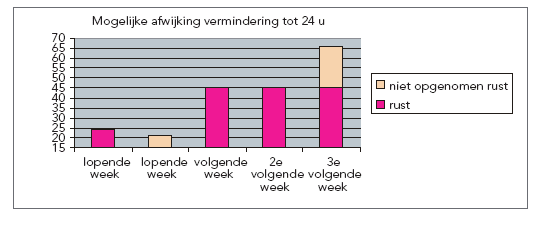 Mogelijke afwijking vermindering tot 24 u
70
65
60
55
50
45
40
35
30
25
20
15
lopende week
lopende week
volgende week
2e volgende week
3e volgende week
niet opgenomen rust
rust